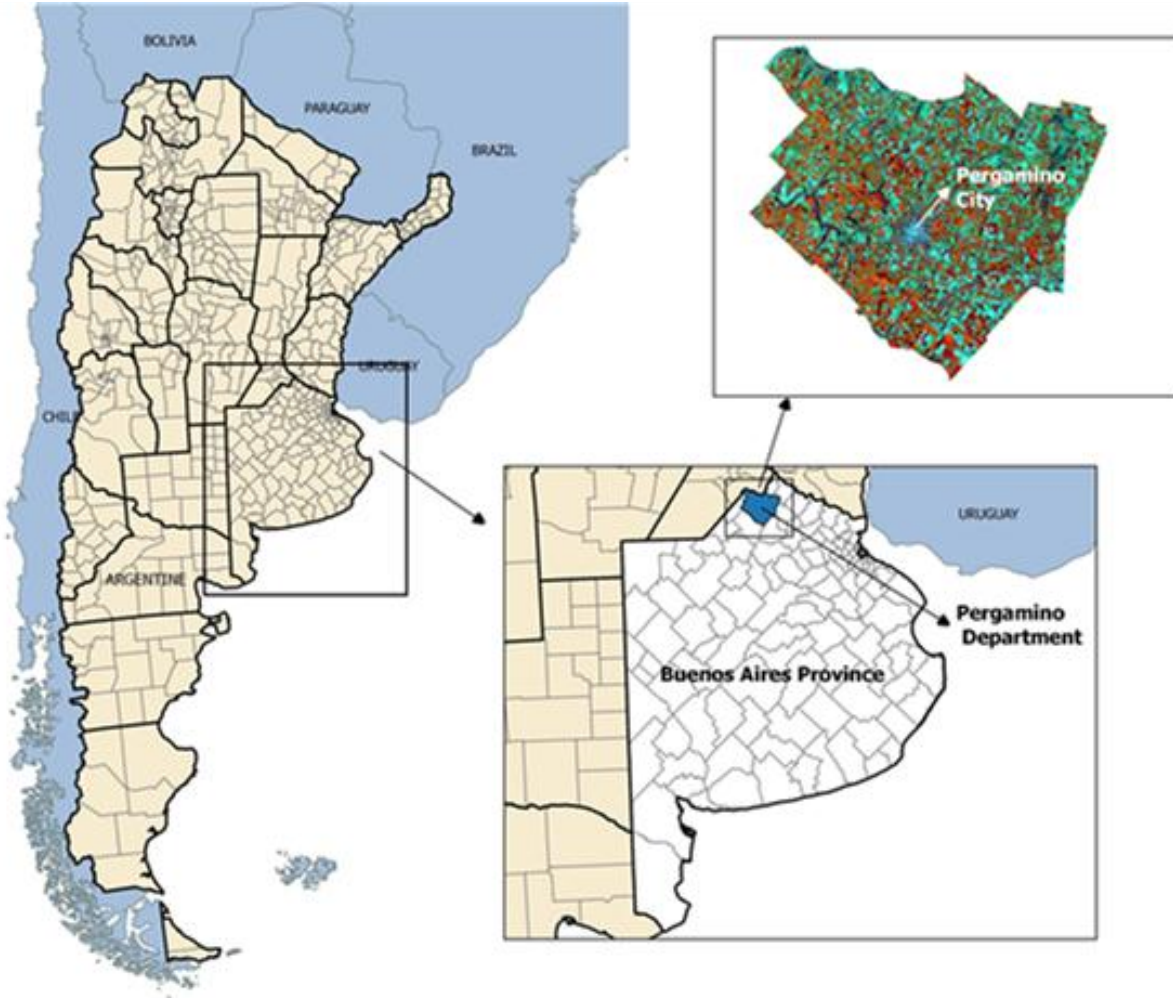 BOLIVIA
PARAGUAY
BRAZIL
URUGUAY
CHILE
ARGENTINE
Pergamino
City
URUGUAY
Pergamino
Department
Buenos Aires Province